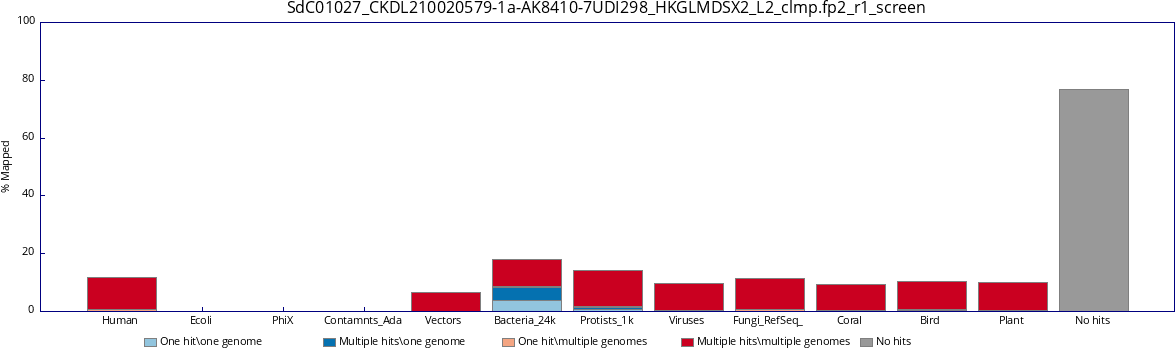 SdC01027_CKDL210020579-1a-AK8410-7UDI298_HKGLMDSX2_L2_clmp.fp2_r1_screen
100
80
60
40
20
0
% Mapped
Human Ecoli PhiX Contamnts_Ada Vectors Bacteria_24k Protists_1k Viruses Fungi_RefSeq_ Coral Bird Plant No hits
One hit\one genome Multiple hits\one genome One hit\multiple genomes Multiple hits\multiple genomes No hits